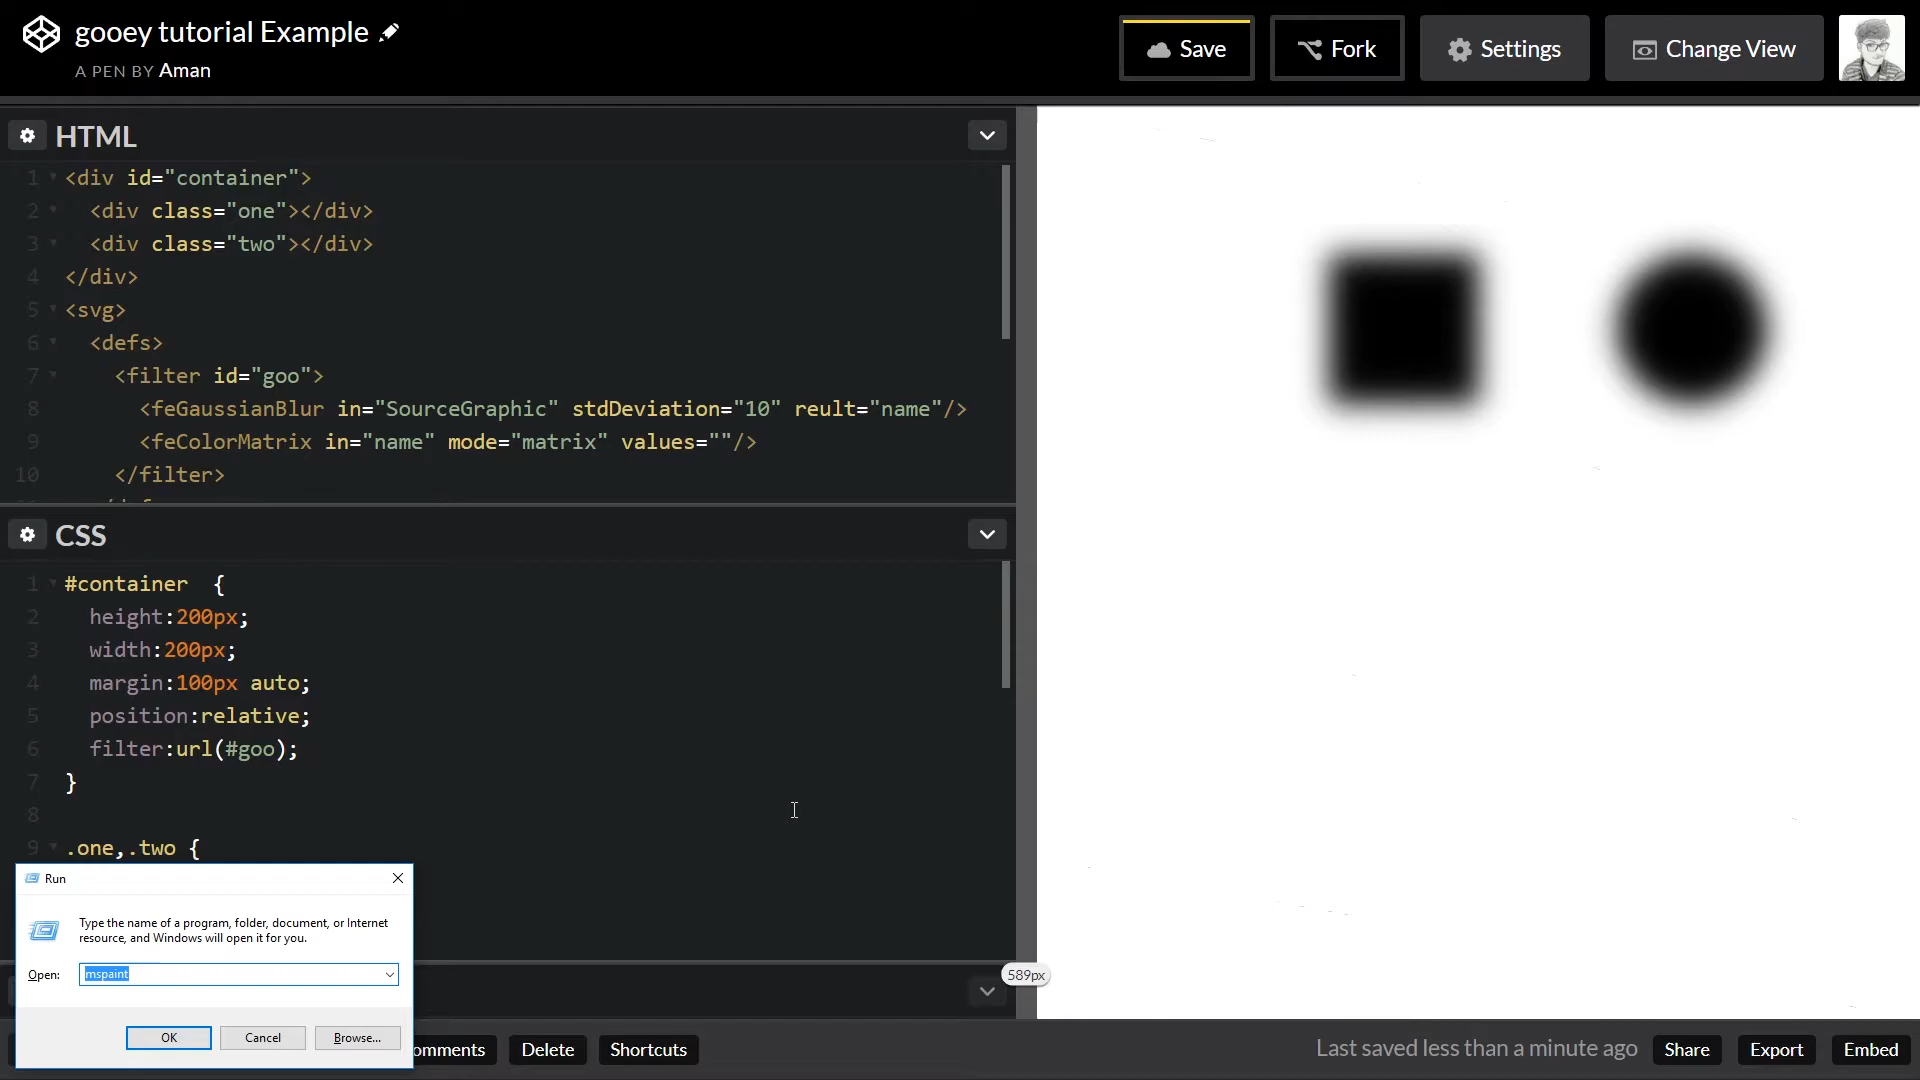 gooey tutorial Example
A PEN BY Aman
Save
Fork
Settings
Change View
HTML
1 <div id="container">
2 <div class="one"></div>
3 <div class="two"></div>
4 </div>
5 <svg>
6 <defs>
7 <filter id="goo">
8 <feGaussianBlur in="SourceGraphic" stdDeviation="10" reult="name"/>
9 <feColorMatrix in="name" mode="matrix" values=""/>
10 </filter>
CSS
1 #container  {
2 height:200px;
3 width:200px;
4 margin:100px auto;
5 position:relative;
6 filter:url(#goo);
7 }
8
9 .one,.two {
Run
Type the name of a program, folder, document, or Internet
resource, and Windows will open it for you.
Open: mspaint
OK
Cancel
Browse...
589px
omments
Delete
Shortcuts
Last saved less than a minute ago
Share
Export
Embed